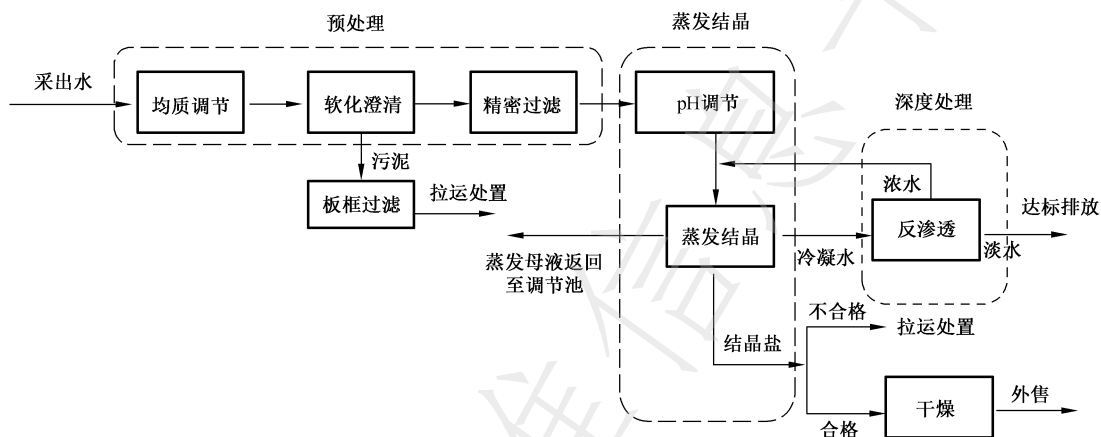 预处理
蒸发结晶
采出水
均质调节
软化澄清
精密过滤
pH调节
深度处理
污泥
板框过滤
拉运处置
浓水
蒸发结晶
反渗透
达标排放
淡水
冷凝水
蒸发母液返回
至调节池
结晶盐
不合格
拉运处置
合格
干燥
外售